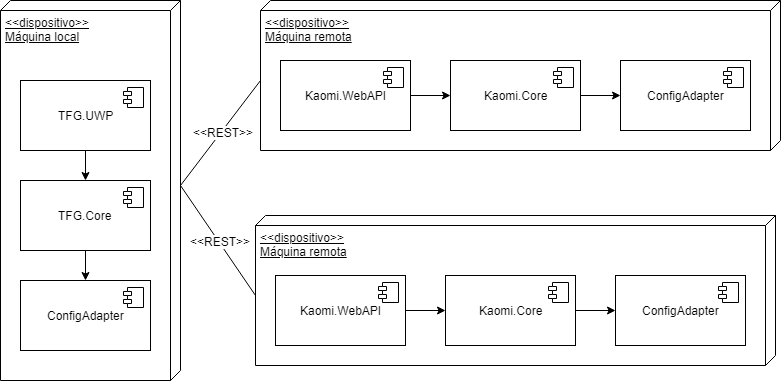 <<dispositivo>>
Máquina local
TFG.UWP
TFG.Core
ConfigAdapter
<<REST>>
<<REST>>
<<dispositivo>>
Máquina remota
Kaomi.WebAPI
Kaomi.Core
ConfigAdapter
<<dispositivo>>
Máquina remota
Kaomi.WebAPI
Kaomi.Core
ConfigAdapter